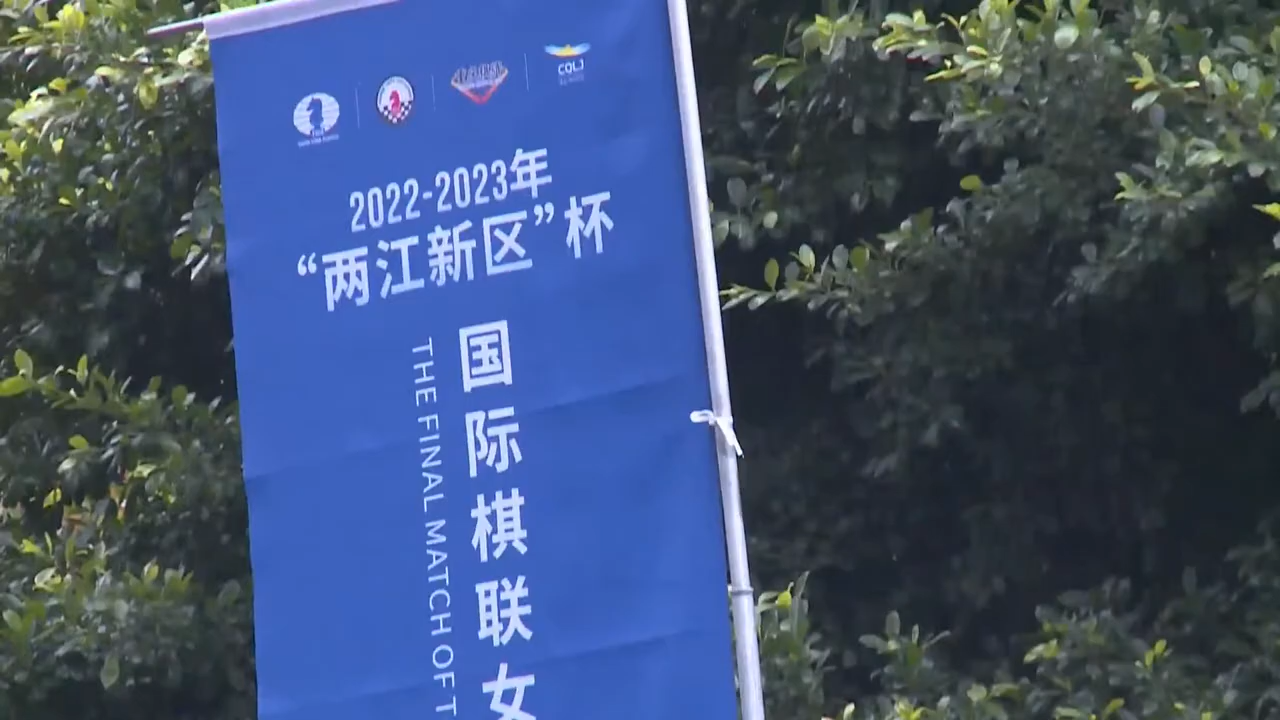 COLJ
2022-2023年
“两江新区”杯
国际棋联女
THE FINAL MATCH OF T